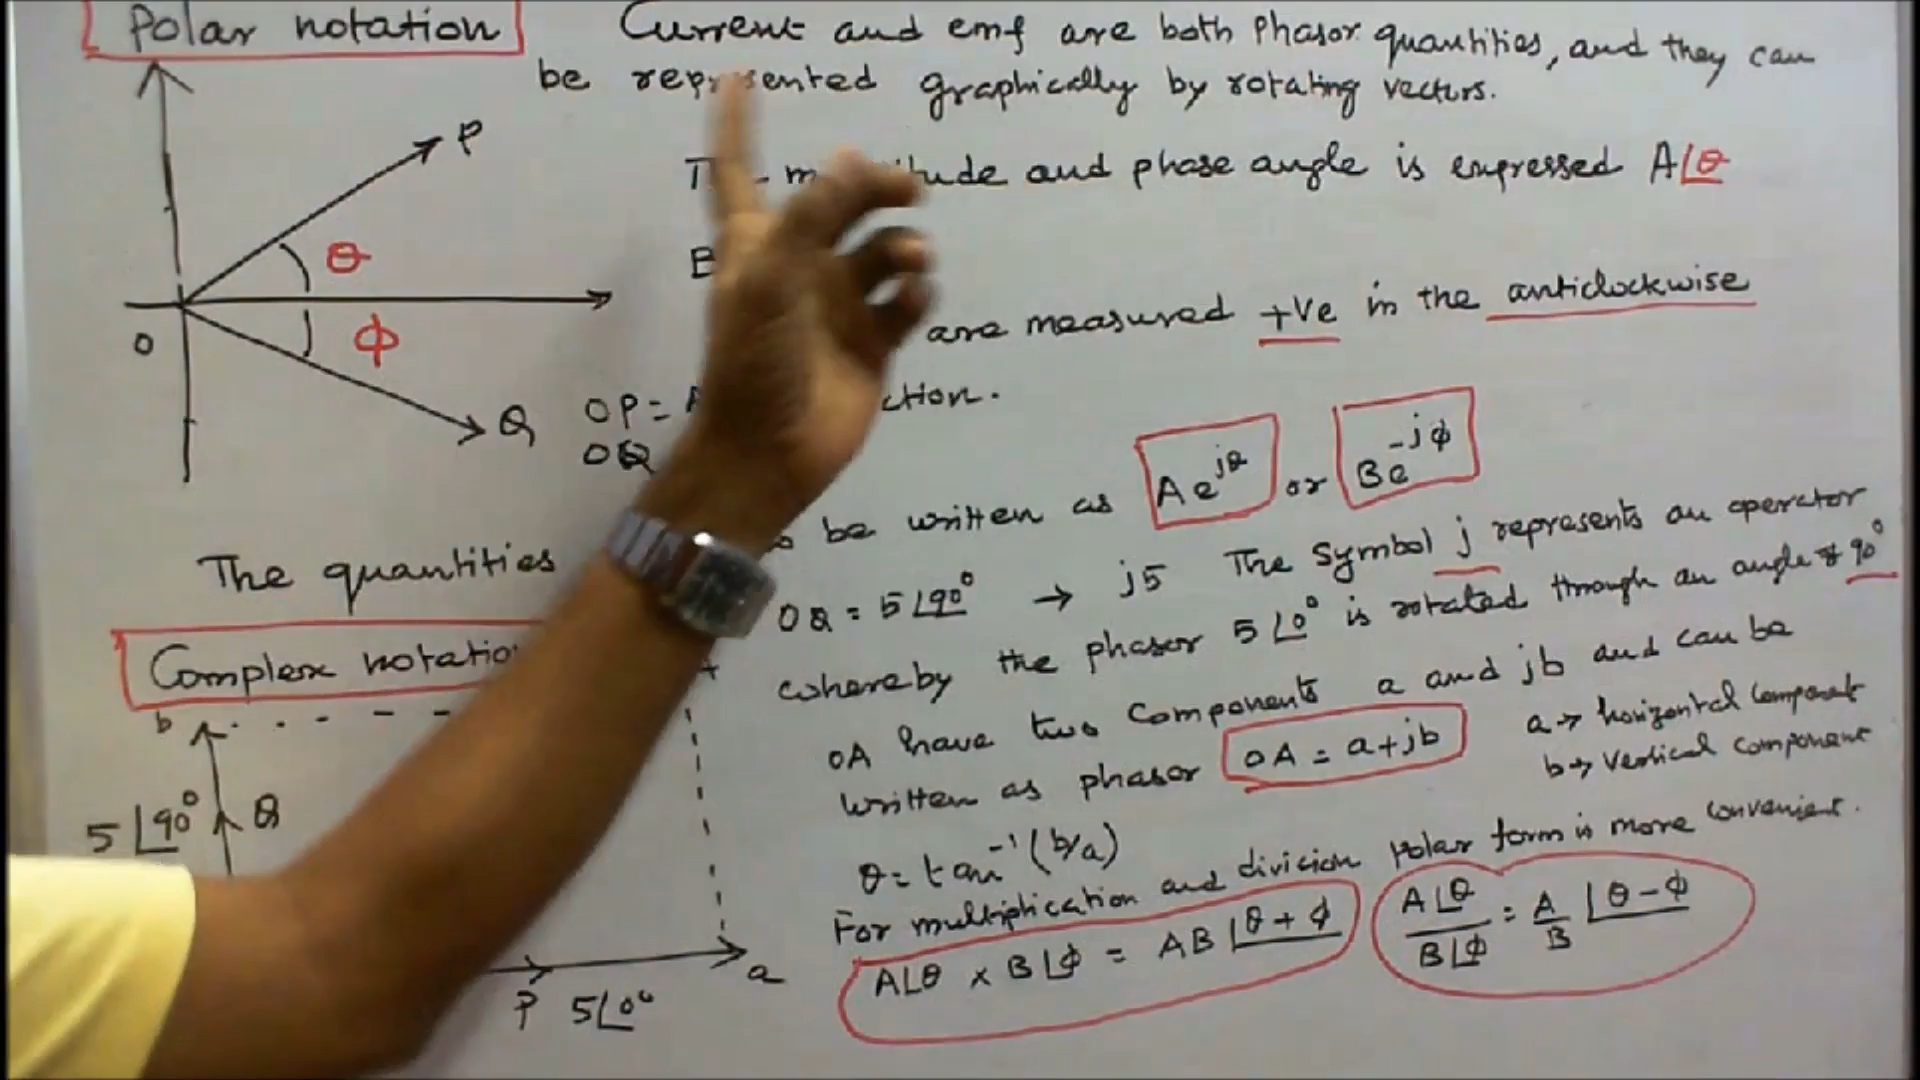 Polar notation
Current and emf are both Phasor quantities, and they can
be represented graphically by rotating vectors.
and phase angle is expressed A∠θ
B
are measured +ve in the anticlockwise
P
θ
O
ϕ
Q
OP =
OQ
be written as Ae^jθ or Be^-jϕ
The quantities
OQ = 5∠90° → j5 The Symbol j represents an operator
whereby the phasor 5∠0° is rotated through an angle of 90°
Complex notation
OA have two components a and jb and can be
written as phasor OA = a+jb
a → horizontal component
b → vertical component
b
5∠90°
Q
θ = tan^-1 (b/a)
For multiplication and division Polar form is more convenient.
A∠θ × B∠ϕ = AB∠θ+ϕ
A∠θ / B∠ϕ = A/B ∠θ-ϕ
P 5∠0°
a